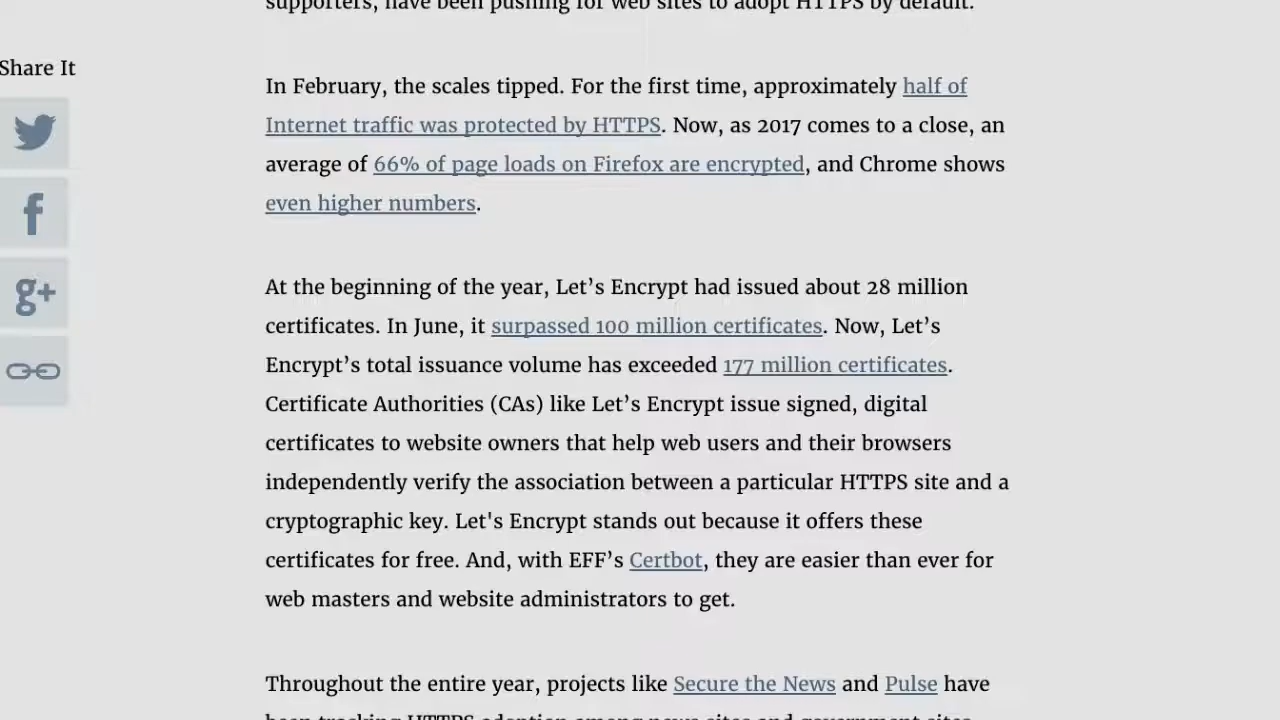 supporters, have been pushing for web sites to adopt HTTPS by default.
Share It
In February, the scales tipped. For the first time, approximately half of
Internet traffic was protected by HTTPS. Now, as 2017 comes to a close, an
average of 66% of page loads on Firefox are encrypted, and Chrome shows
even higher numbers.
At the beginning of the year, Let’s Encrypt had issued about 28 million
certificates. In June, it surpassed 100 million certificates. Now, Let’s
Encrypt’s total issuance volume has exceeded 177 million certificates.
Certificate Authorities (CAs) like Let’s Encrypt issue signed, digital
certificates to website owners that help web users and their browsers
independently verify the association between a particular HTTPS site and a
cryptographic key. Let's Encrypt stands out because it offers these
certificates for free. And, with EFF’s Certbot, they are easier than ever for
web masters and website administrators to get.
Throughout the entire year, projects like Secure the News and Pulse have
been tracking HTTPS adoption among news sites and government sites
f
g+